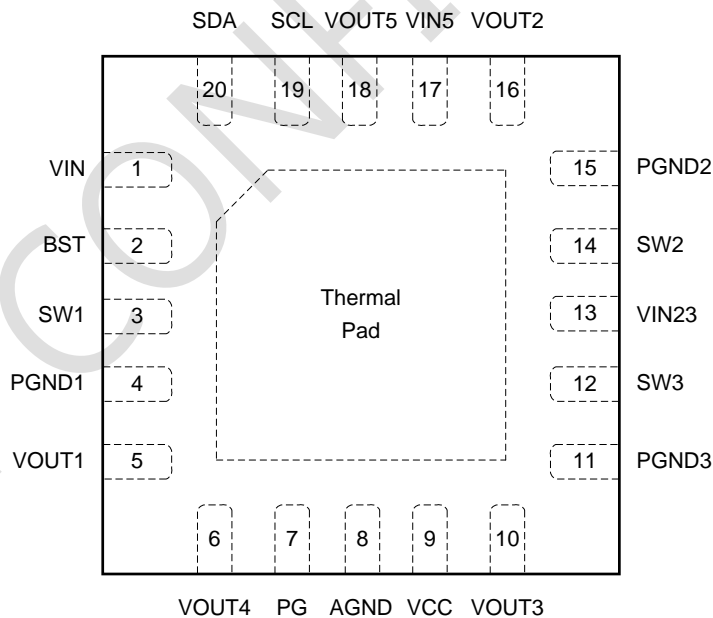 SDA SCL VOUT5 VIN5 VOUT2
20 19 18 17 16
VIN 1 15 PGND2
BST 2 14 SW2
Thermal
SW1 3 13 VIN23
Pad
PGND1 4 12 SW3
VOUT1 5 11 PGND3
6 7 8 9 10
VOUT4 PG AGND VCC VOUT3
CONFI